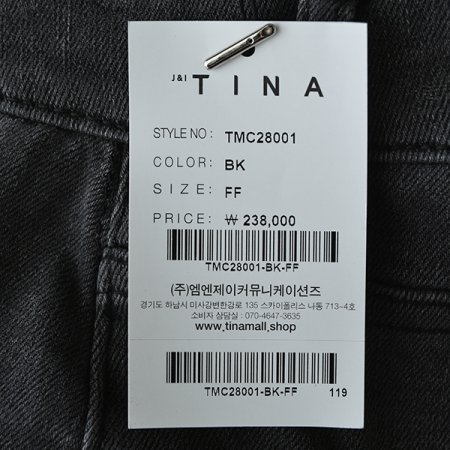 J&I TINA
STYLE NO : TMC28001
COLOR: BK
SIZE: FF
PRICE: ₩ 238,000
TMC28001-BK-FF
(주)엠엔제이커뮤니케이션즈
경기도 하남시 미사강변한강로 135 스카이폴리스 나동 713~4호
소비자 상담실 : 070-4647-3635
www.tinamall.shop
TMC28001-BK-FF 119